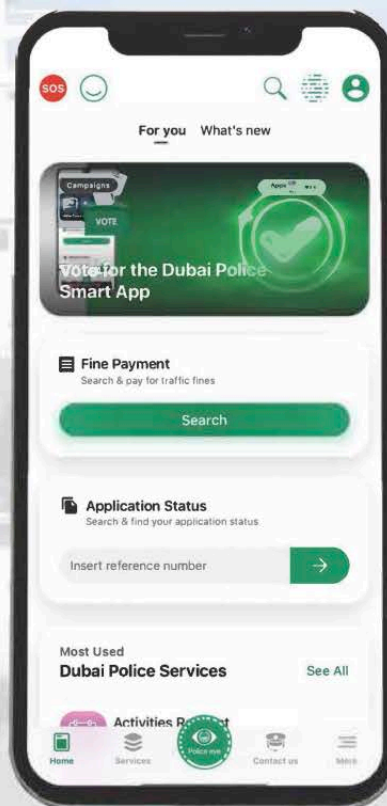 SOS
For you What's new
Campaigns
Apps
VOTE
Vote for the Dubai Police
Smart App
Fine Payment
Search & pay for traffic fines
Search
Application Status
Search & find your application status
Insert reference number
Most Used
Dubai Police Services
See All
Activities
Home
Services
Police eye
Contact us
More